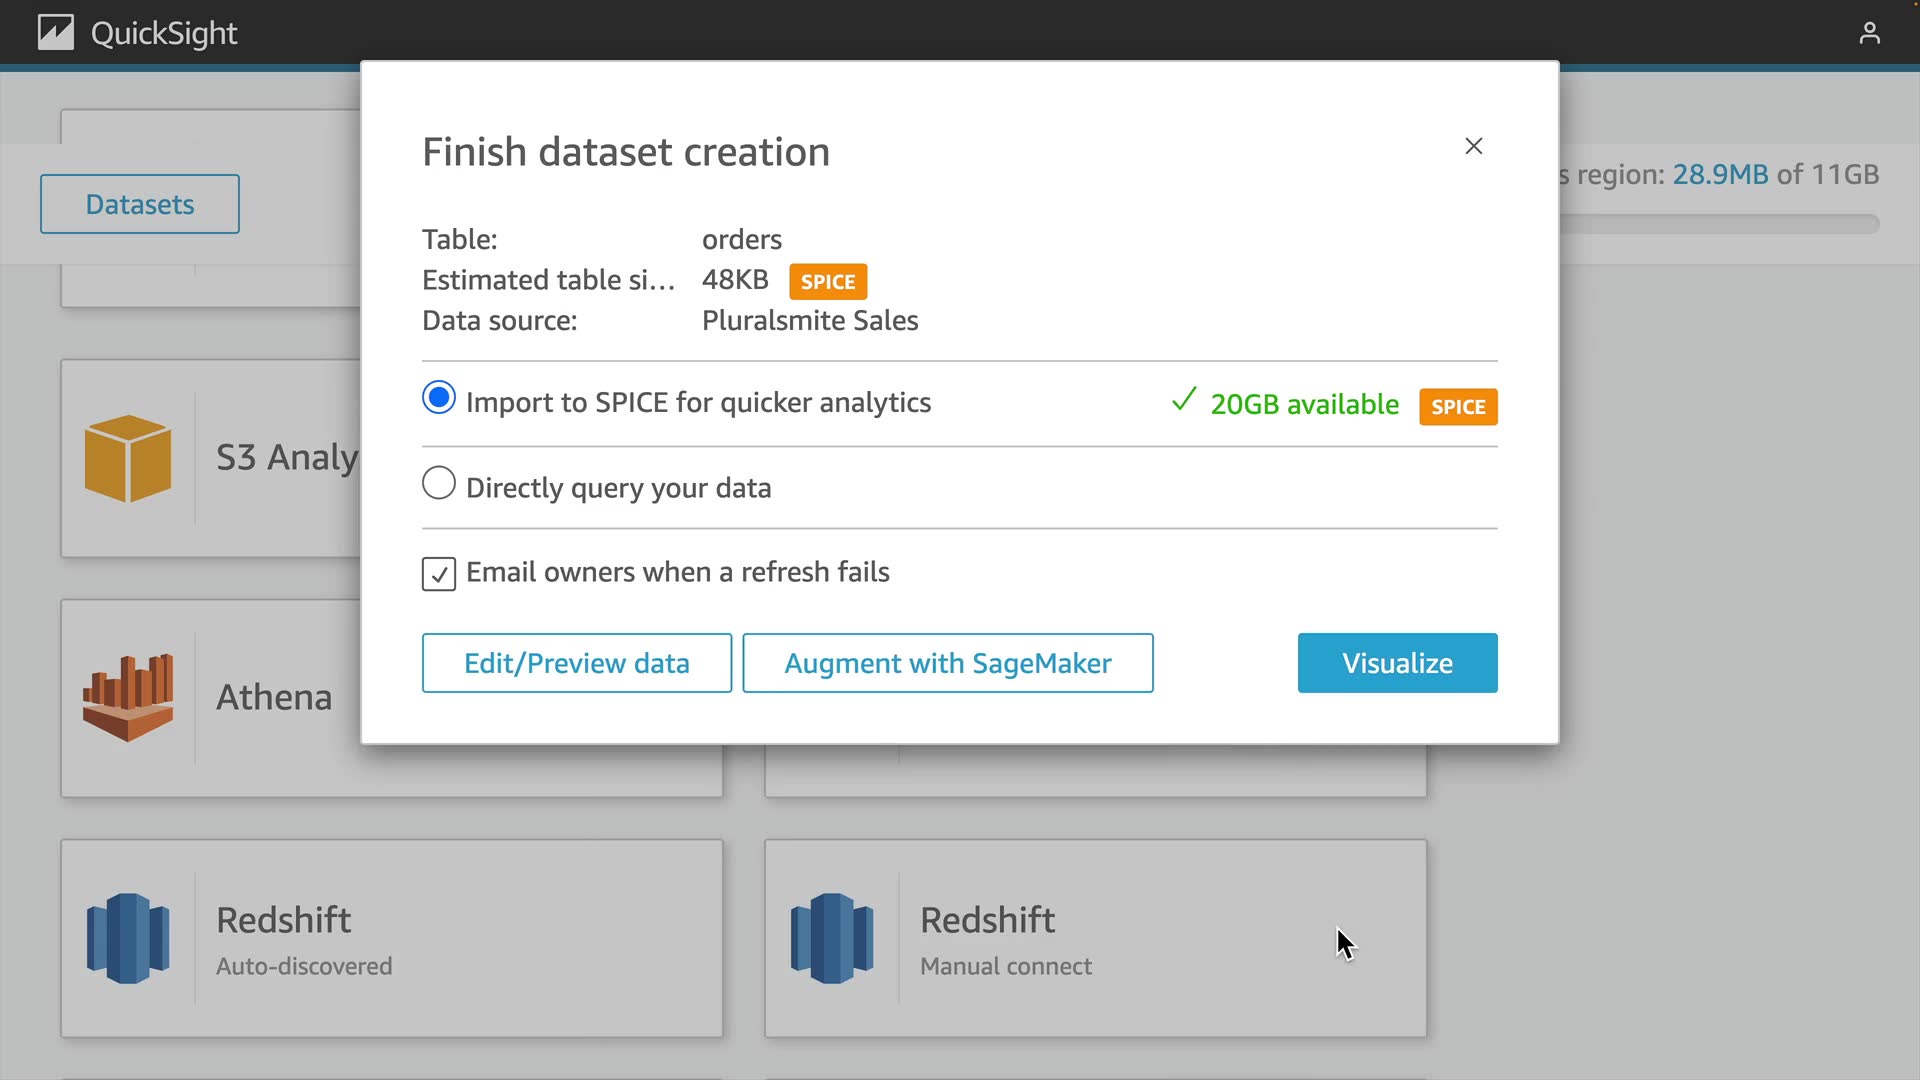 QuickSight
Finish dataset creation
s region: 28.9MB of 11GB
Datasets
Table: orders
Estimated table si... 48KB SPICE
Data source: Pluralsmite Sales
Import to SPICE for quicker analytics 20GB available SPICE
S3 Analy
Directly query your data
Email owners when a refresh fails
Edit/Preview data Augment with SageMaker Visualize
Athena
Redshift
Auto-discovered
Redshift
Manual connect